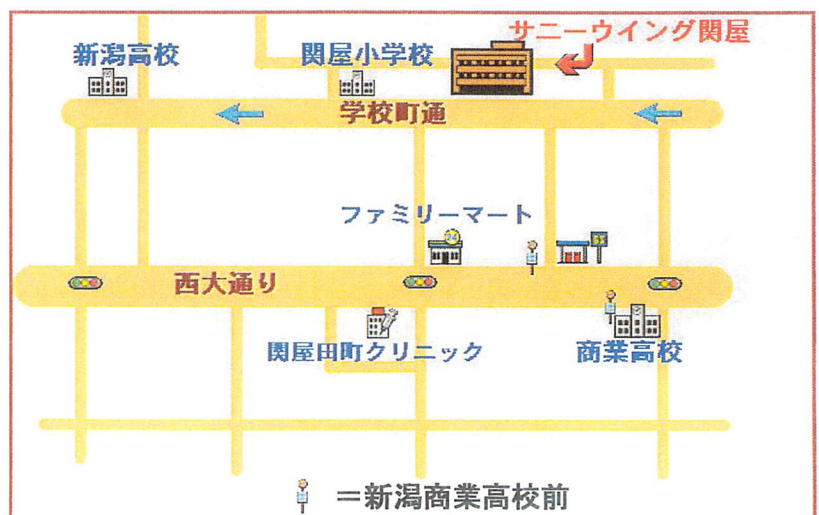 サニーウイング関屋
新潟高校
関屋小学校
学校町通
ファミリーマート
24
西大通り
関屋田町クリニック
商業高校
=新潟商業高校前